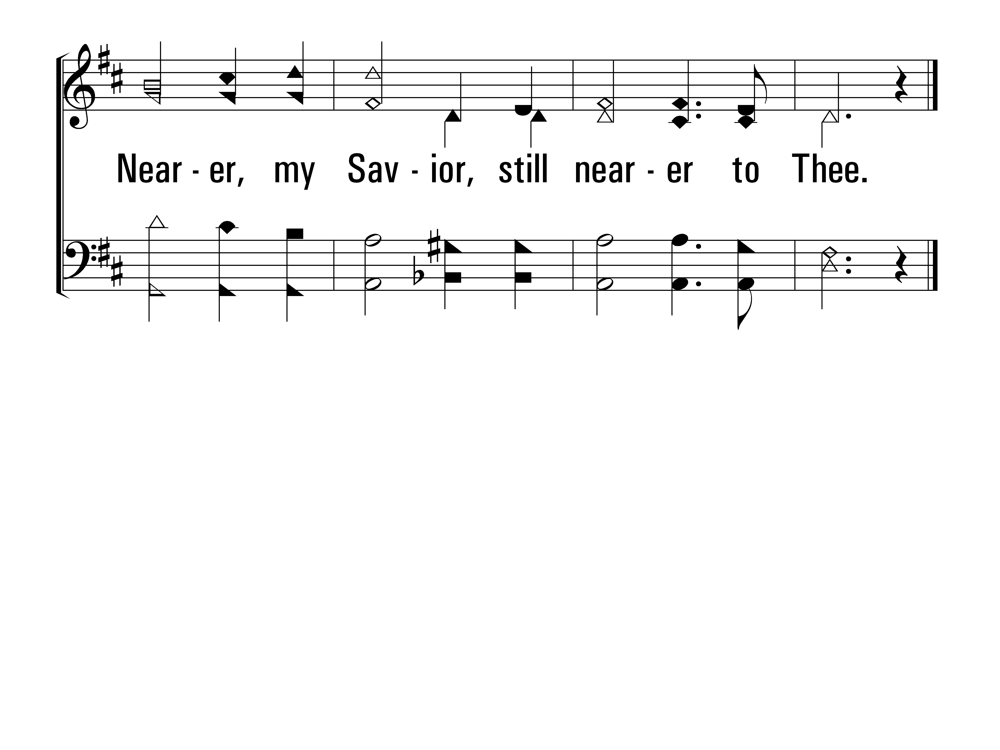 Near - er, my Sav - ior, still near - er to Thee.